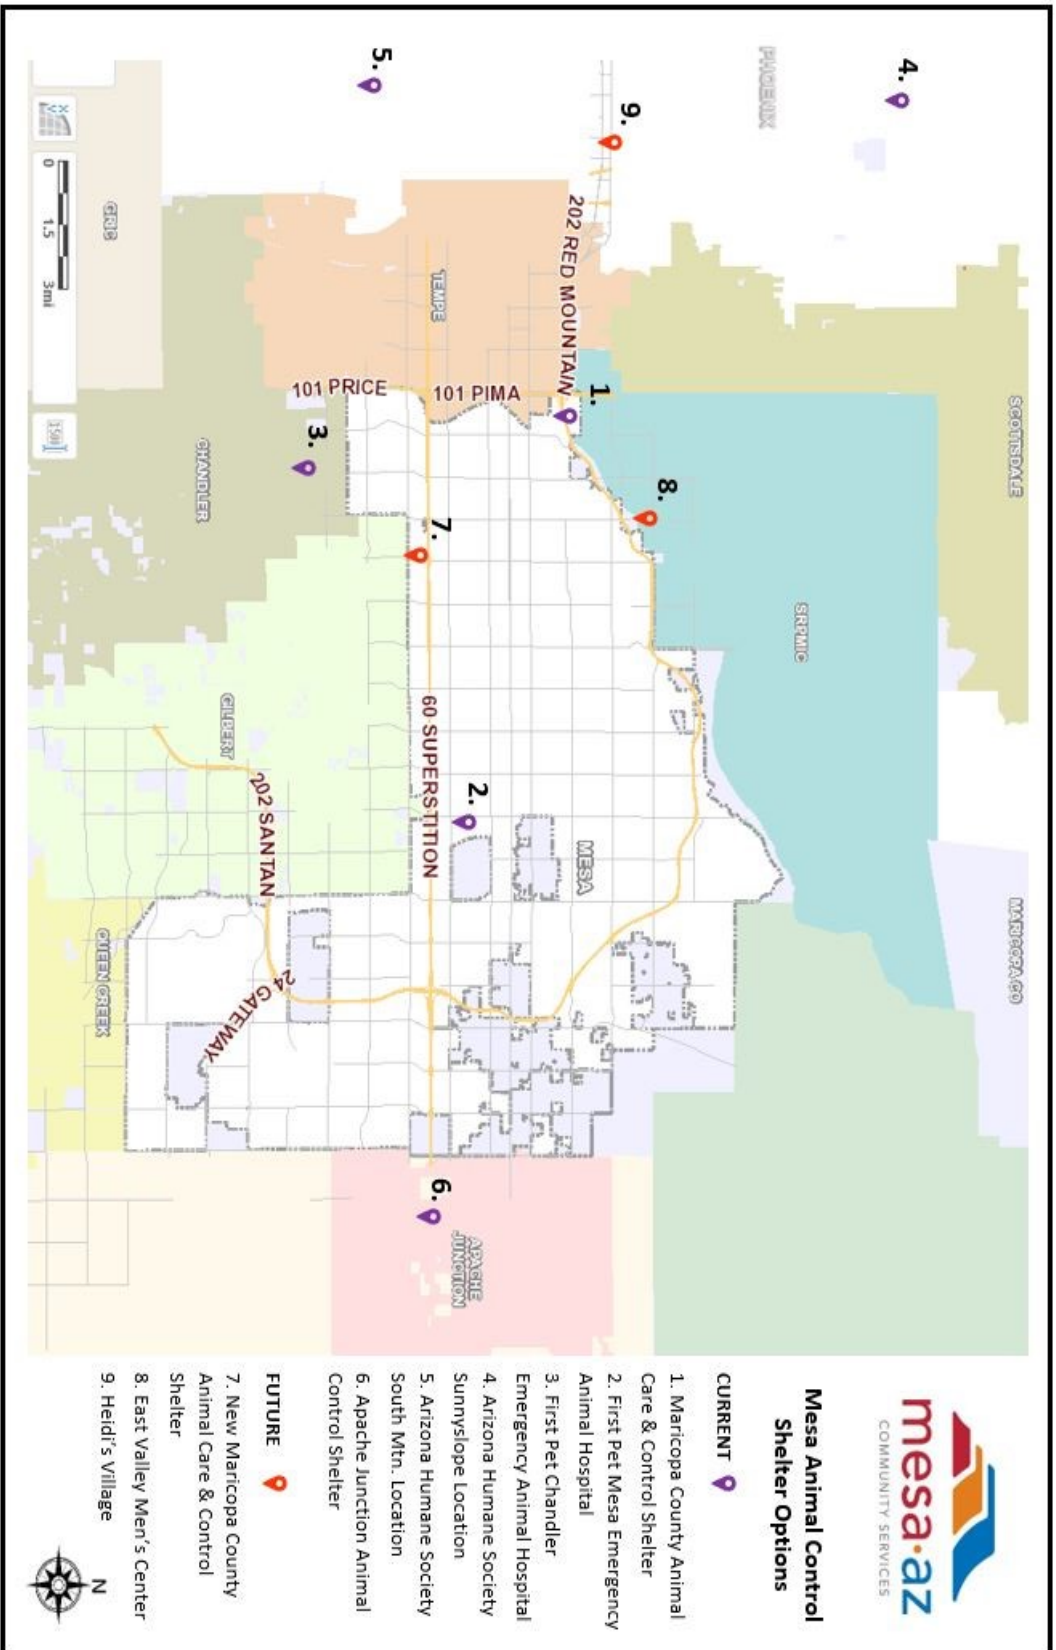 mesa·az
COMMUNITY SERVICES
Mesa Animal Control
Shelter Options
CURRENT
1. Maricopa County Animal
Care & Control Shelter
2. First Pet Mesa Emergency
Animal Hospital
3. First Pet Chandler
Emergency Animal Hospital
4. Arizona Humane Society
Sunnyslope Location
5. Arizona Humane Society
South Mtn. Location
6. Apache Junction Animal
Control Shelter
FUTURE
7. New Maricopa County
Animal Care & Control
Shelter
8. East Valley Men's Center
9. Heidi's Village
N
4.
PHOENIX
SCOTTSDALE
MARICOPA CO
SRPMIC
9.
202 RED MOUNTAIN
1.
8.
MESA
5.
TEMPE
101 PIMA
101 PRICE
7.
60 SUPERSTITION
2.
6.
APACHE
JUNCTION
3.
CHANDLER
GILBERT
202 SANTAN
24 GATEWAY
QUEEN CREEK
GRIC
0 1.5 3mi